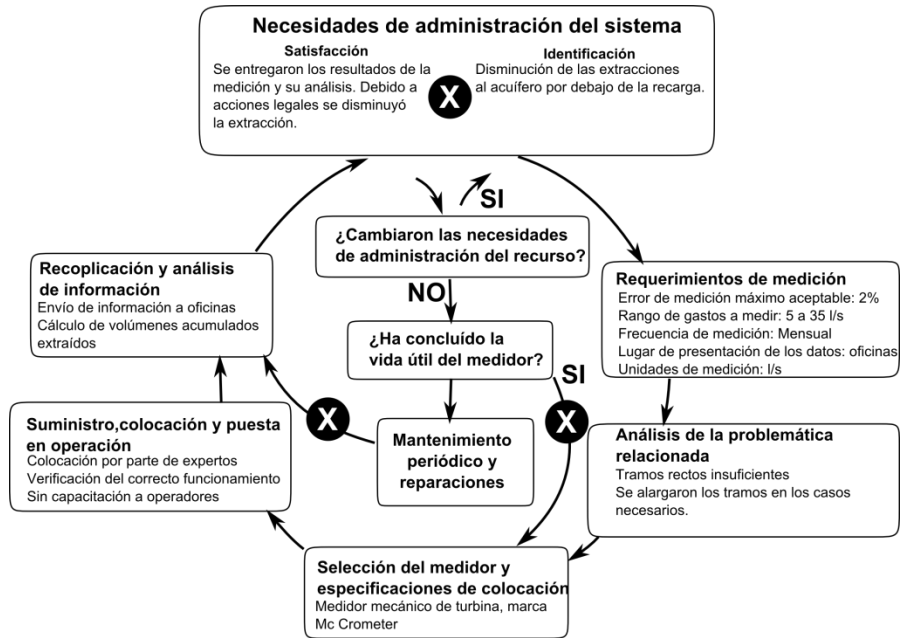 Necesidades de administración del sistema
Satisfacción
Se entregaron los resultados de la
medición y su análisis. Debido a
acciones legales se disminuyó
la extracción.
X
Identificación
Disminución de las extracciones
al acuífero por debajo de la recarga.
SI
¿Cambiaron las necesidades
de administración del recurso?
NO
¿Ha concluído la
vida útil del medidor?
SI
X
X
Mantenimiento
periódico y
reparaciones
Requerimientos de medición
Error de medición máximo aceptable: 2%
Rango de gastos a medir: 5 a 35 l/s
Frecuencia de medición: Mensual
Lugar de presentación de los datos: oficinas
Unidades de medición: l/s
Análisis de la problemática
relacionada
Tramos rectos insuficientes
Se alargaron los tramos en los casos
necesarios.
Selección del medidor y
especificaciones de colocación
Medidor mecánico de turbina, marca
Mc Crometer
Suministro,colocación y puesta
en operación
Colocación por parte de expertos
Verificación del correcto funcionamiento
Sin capacitación a operadores
Recoplicación y análisis
de información
Envío de información a oficinas
Cálculo de volúmenes acumulados
extraídos